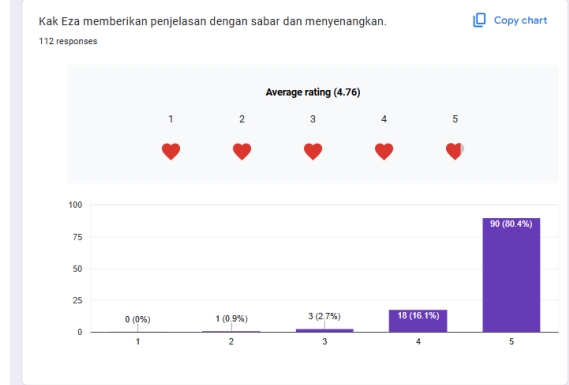 Kak Eza memberikan penjelasan dengan sabar dan menyenangkan.
Copy chart
112 responses
Average rating (4.76)
1 2 3 4 5
100
75
50
25
0
0 (0%)
1 (0.9%)
3 (2.7%)
18 (16.1%)
90 (80.4%)
1 2 3 4 5